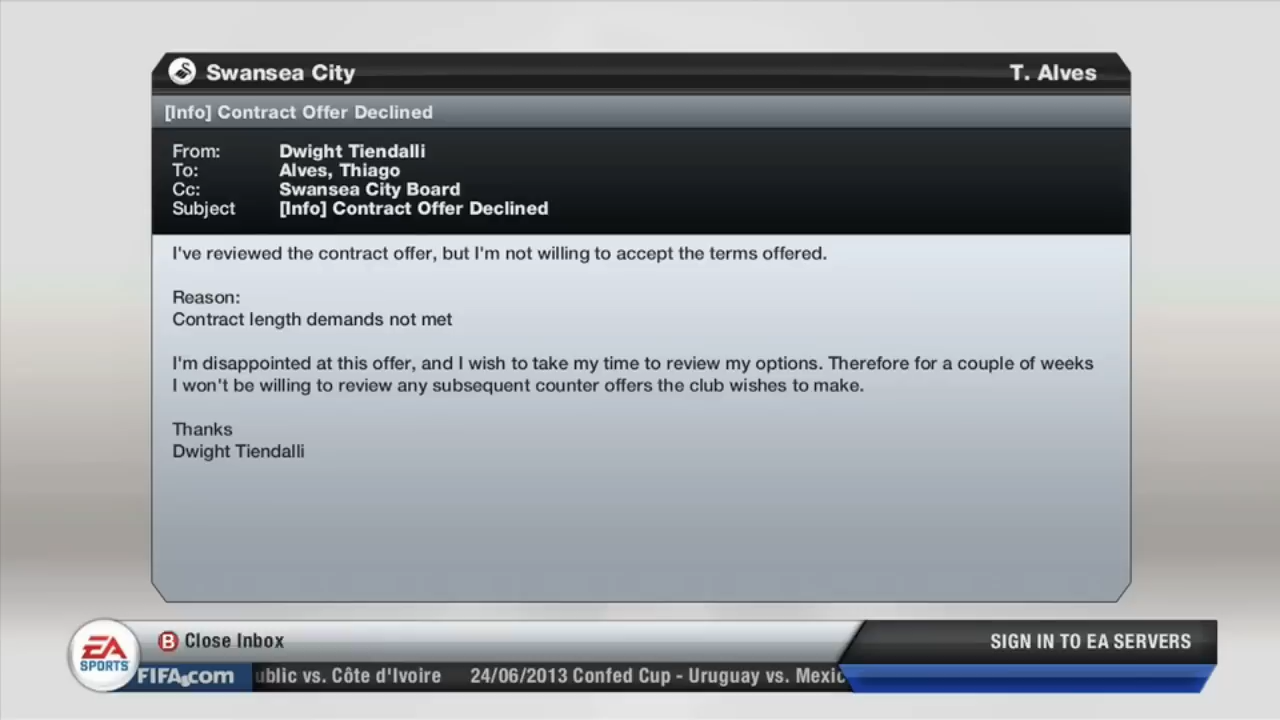 Swansea City
T. Alves
[Info] Contract Offer Declined
From: Dwight Tiendalli
To: Alves, Thiago
Cc: Swansea City Board
Subject [Info] Contract Offer Declined
I've reviewed the contract offer, but I'm not willing to accept the terms offered.
Reason:
Contract length demands not met
I'm disappointed at this offer, and I wish to take my time to review my options. Therefore for a couple of weeks
I won't be willing to review any subsequent counter offers the club wishes to make.
Thanks
Dwight Tiendalli
B Close Inbox
SIGN IN TO EA SERVERS
EA SPORTS
FIFA.com
ublic vs. Côte d'Ivoire 24/06/2013 Confed Cup - Uruguay vs. Mexic